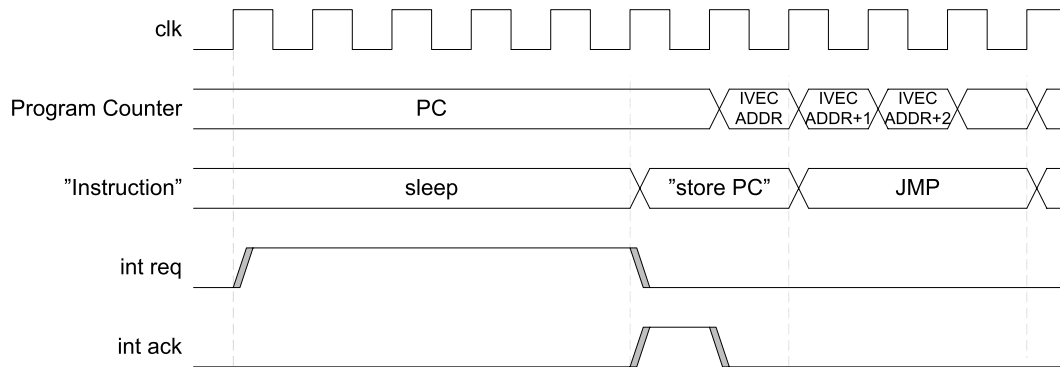 clk
Program Counter
PC
IVEC
ADDR
IVEC
ADDR+1
IVEC
ADDR+2
”Instruction”
sleep
”store PC”
JMP
int req
int ack